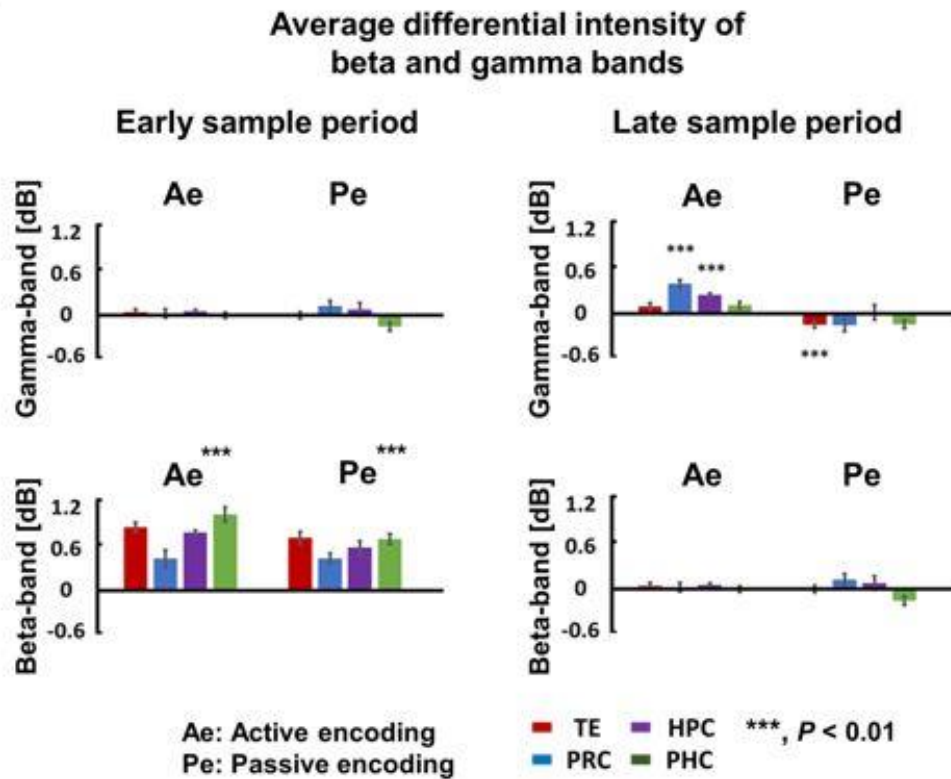 Average differential intensity of
beta and gamma bands
Early sample period
Late sample period
Gamma-band [dB]
Ae
Pe
1.2
0.6
0
-0.6
Gamma-band [dB]
Ae
Pe
1.2
0.6
0
-0.6
***
***
***
Beta-band [dB]
Ae ***
Pe ***
1.2
0.6
0
-0.6
Beta-band [dB]
Ae
Pe
1.2
0.6
0
-0.6
Ae: Active encoding
Pe: Passive encoding
TE
HPC
PRC
PHC
***, P < 0.01